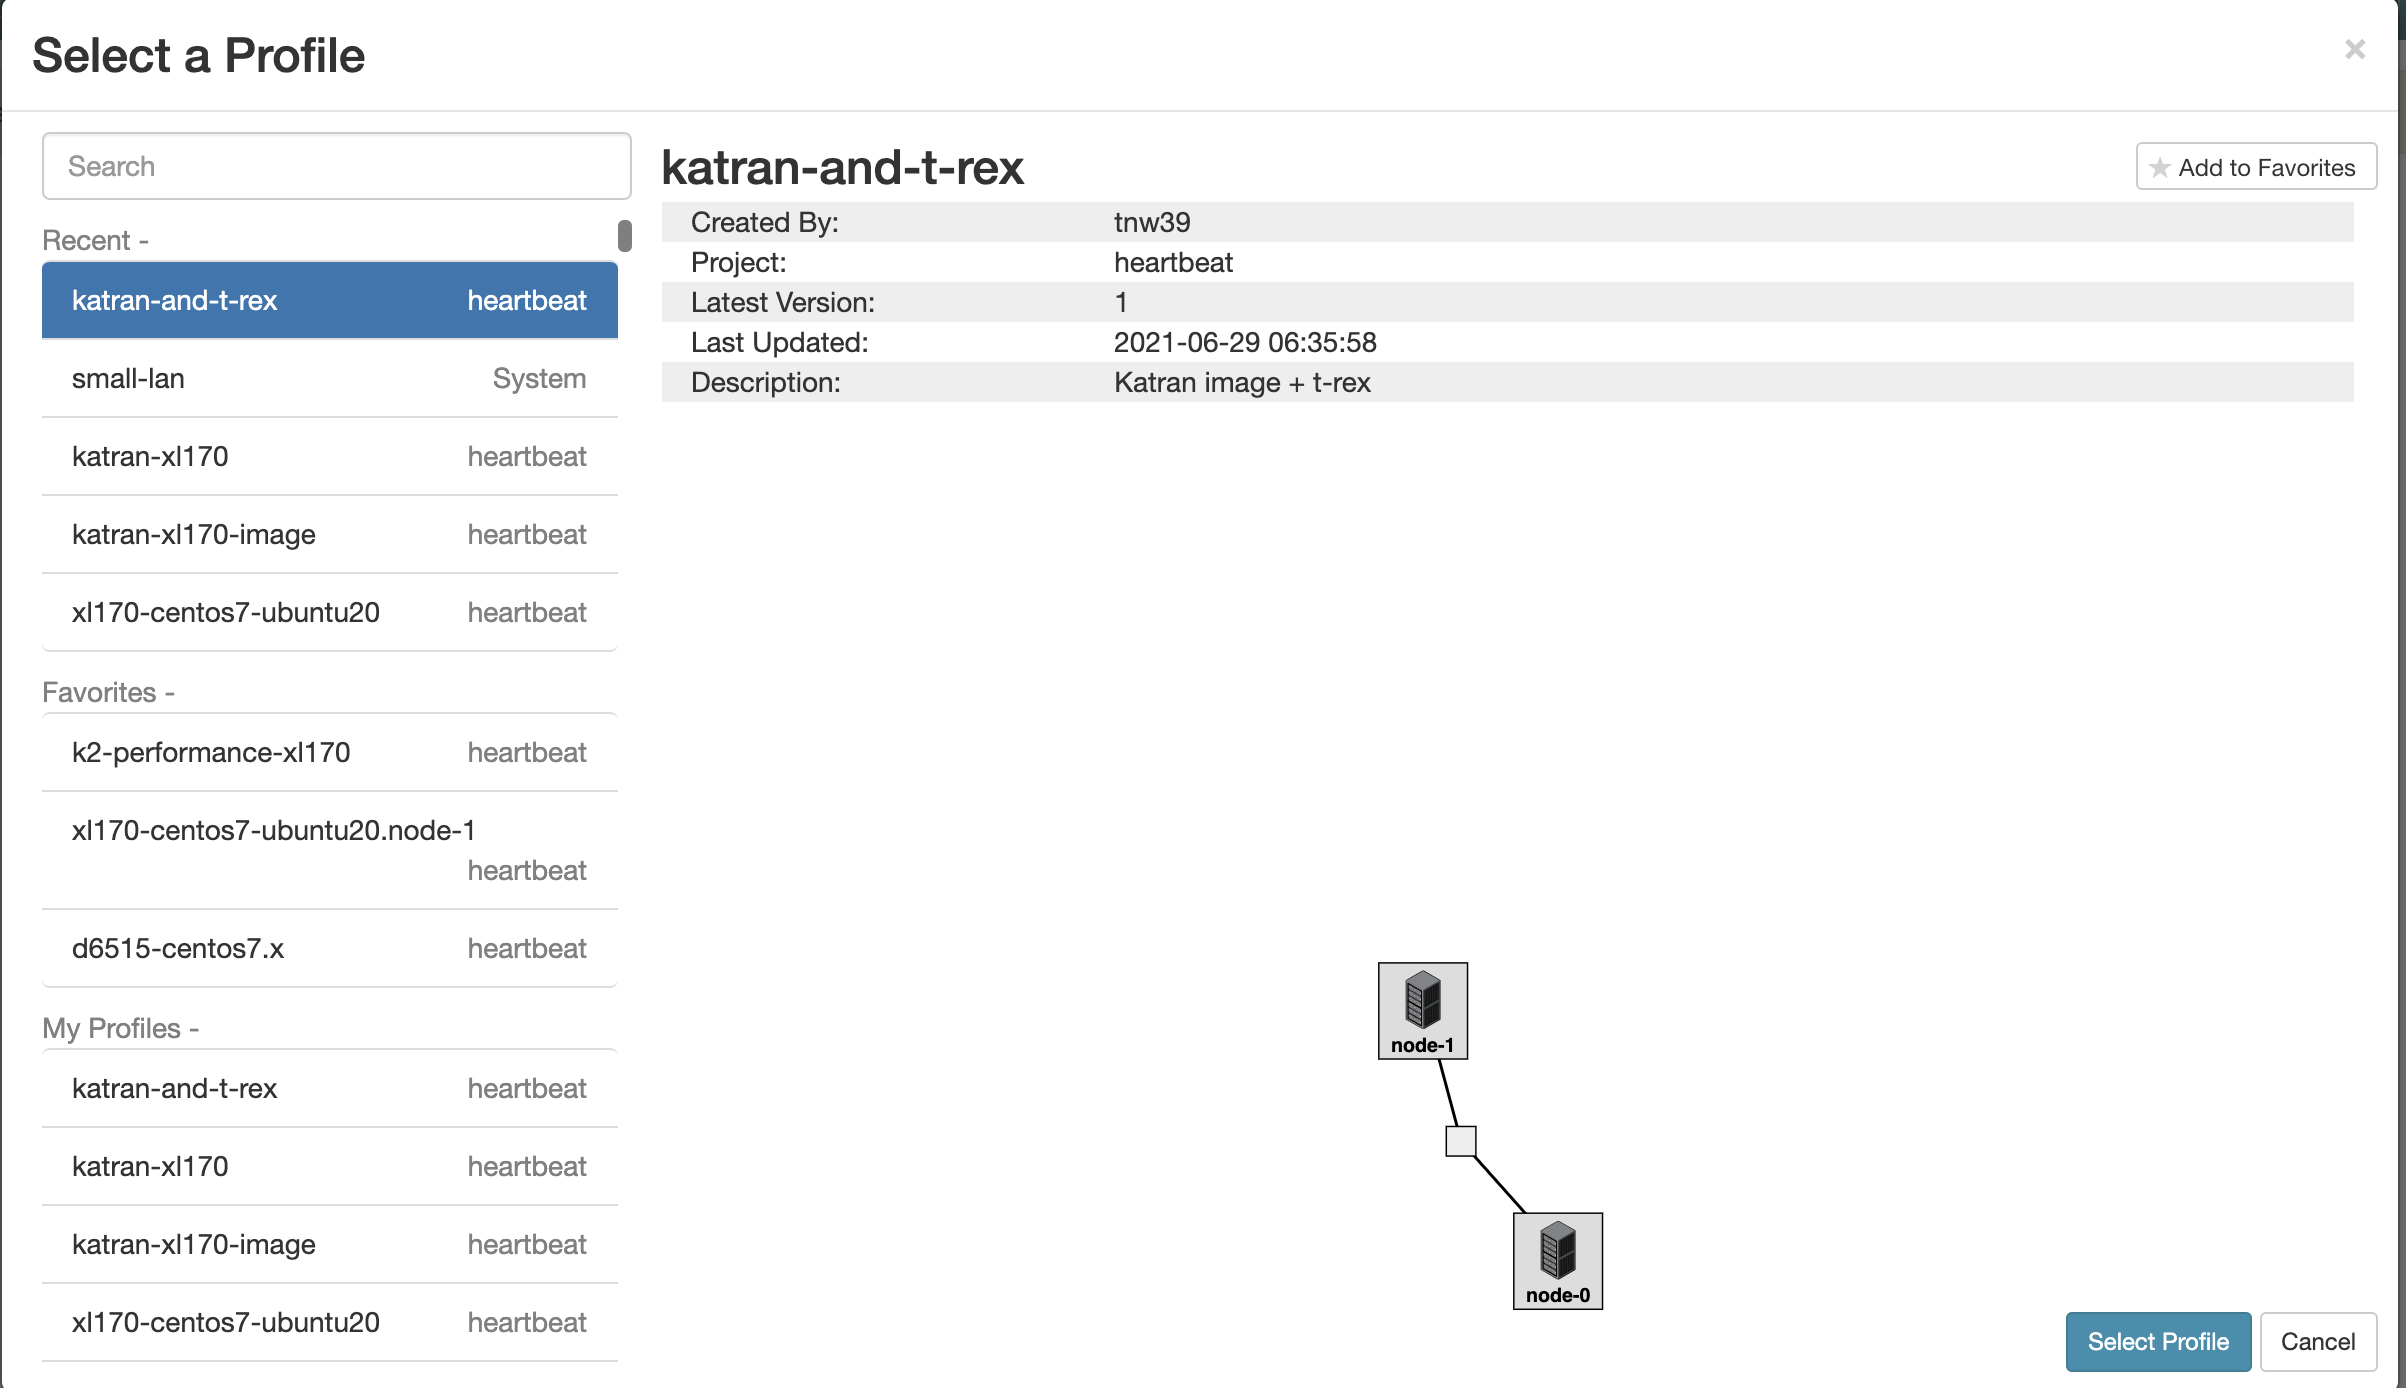 Select a Profile
×
Search
Recent -
katran-and-t-rex heartbeat
small-lan System
katran-xl170 heartbeat
katran-xl170-image heartbeat
xl170-centos7-ubuntu20 heartbeat
Favorites -
k2-performance-xl170 heartbeat
xl170-centos7-ubuntu20.node-1
heartbeat
d6515-centos7.x heartbeat
My Profiles -
katran-and-t-rex heartbeat
katran-xl170 heartbeat
katran-xl170-image heartbeat
xl170-centos7-ubuntu20 heartbeat
katran-and-t-rex
Add to Favorites
Created By: tnw39
Project: heartbeat
Latest Version: 1
Last Updated: 2021-06-29 06:35:58
Description: Katran image + t-rex
node-1
node-0
Select Profile
Cancel